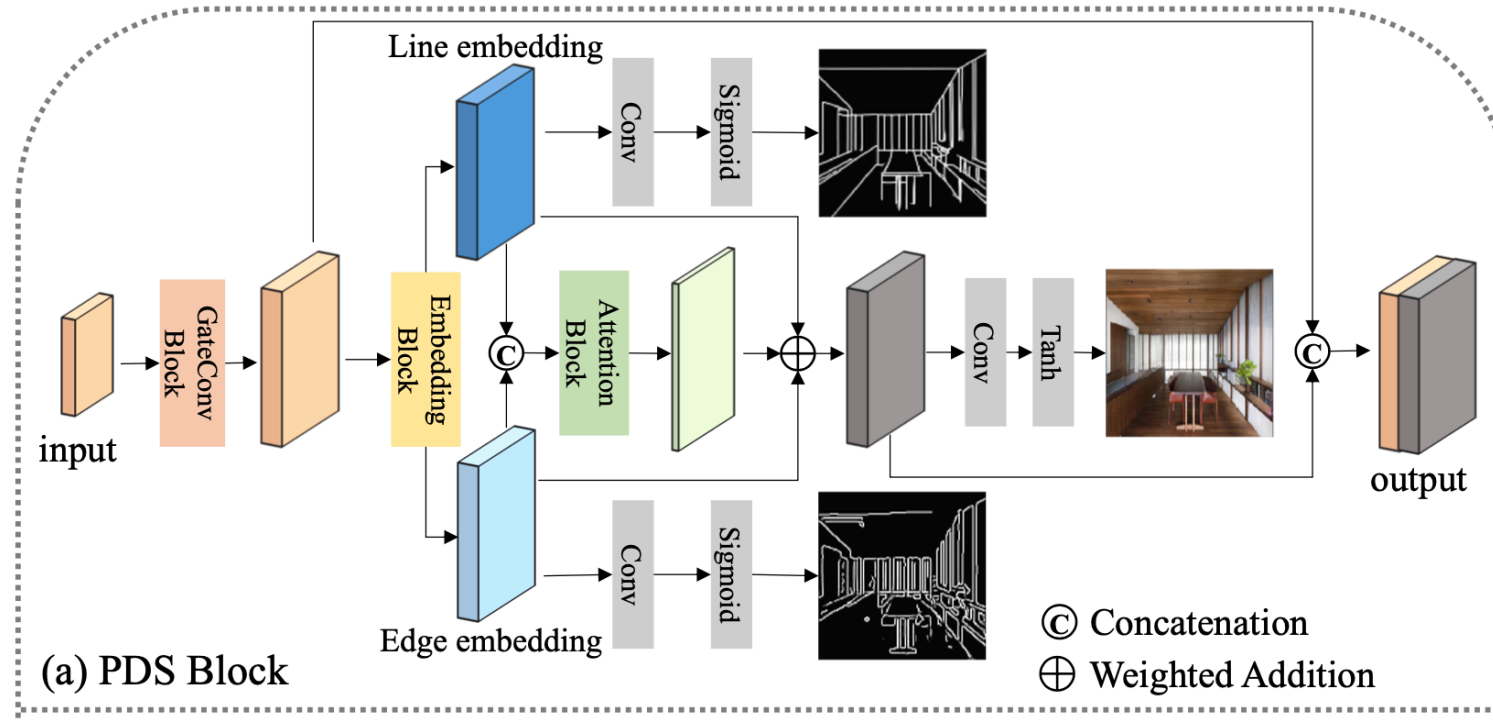 Line embedding
Conv
Sigmoid
input
GateConv
Block
Embedding
Block
C
Attention
Block
Conv
Tanh
C
output
Edge embedding
Conv
Sigmoid
C Concatenation
Weighted Addition
(a) PDS Block